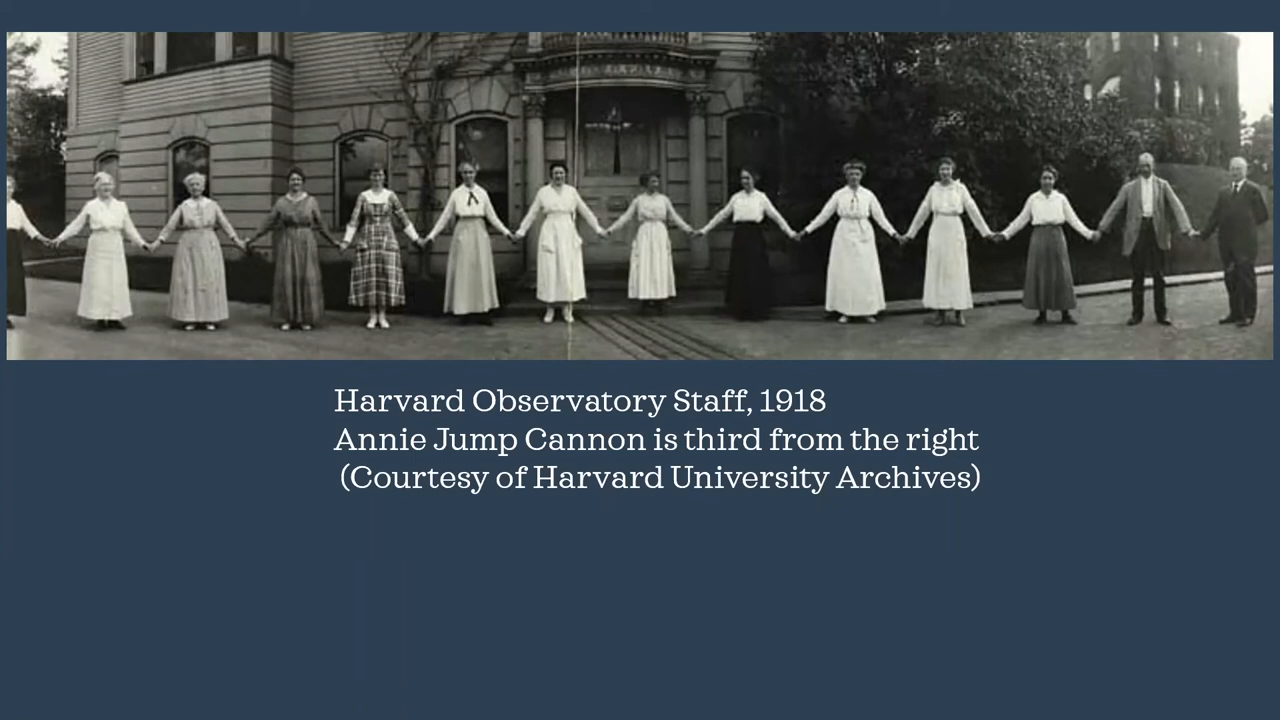 Harvard Observatory Staff, 1918
Annie Jump Cannon is third from the right
(Courtesy of Harvard University Archives)